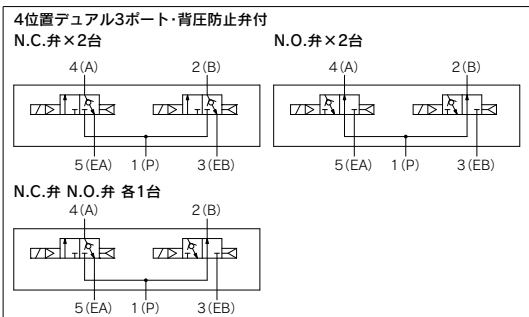 4位置デュアル3ポート・背圧防止弁付
N.C.弁×2台
4(A) 2(B)
5(EA) 1(P) 3(EB)
N.O.弁×2台
4(A) 2(B)
5(EA) 1(P) 3(EB)
N.C.弁 N.O.弁 各1台
4(A) 2(B)
5(EA) 1(P) 3(EB)